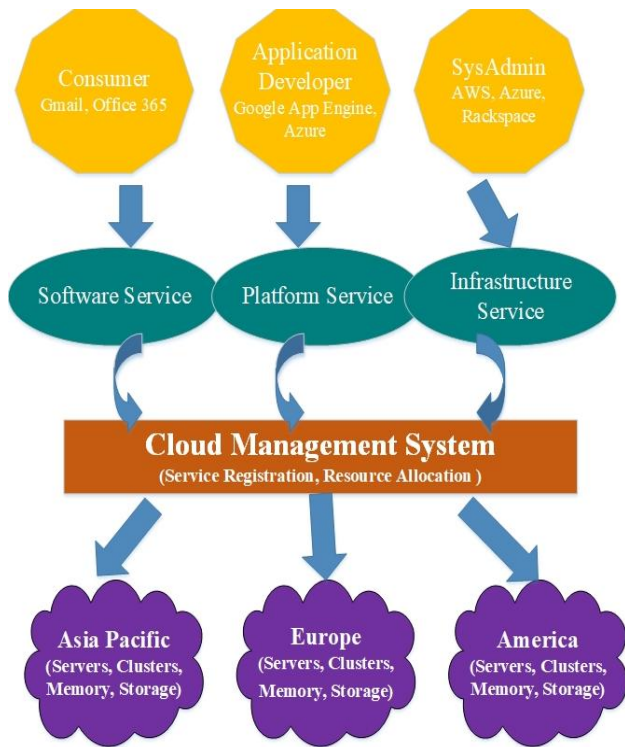 Consumer
Gmail, Office 365
Application
Developer
Google App Engine,
Azure
SysAdmin
AWS, Azure,
Rackspace
Software Service
Platform Service
Infrastructure
Service
Cloud Management System
(Service Registration, Resource Allocation )
Asia Pacific
(Servers, Clusters,
Memory, Storage)
Europe
(Servers, Clusters,
Memory, Storage)
America
(Servers, Clusters,
Memory, Storage)